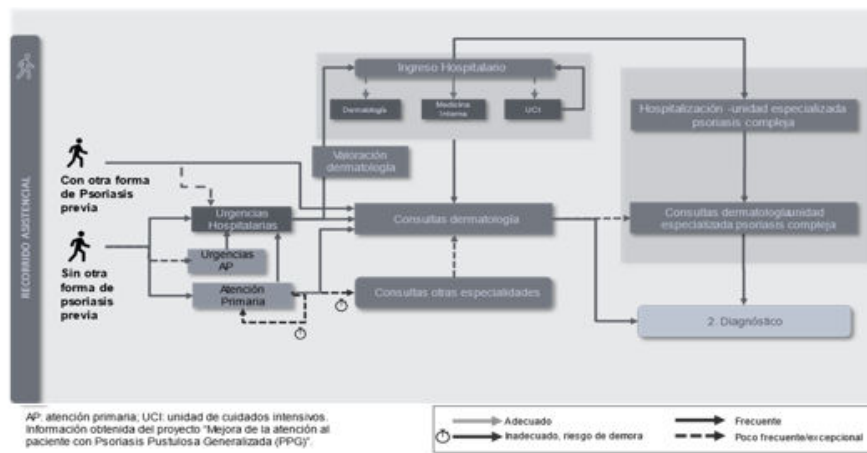 RECORRIDO ASISTENCIAL
Con otra forma
de Psoriasis
previa
Sin otra
forma de
psoriasis
previa
Urgencias
Hospitalarias
Urgencias
AP
Atención
Primaria
Ingreso Hospitalario
Dermatología
Medicina
Interna
UCI
Valoración
dermatología
Consultas dermatología
Consultas otras especialidades
Hospitalización -unidad especializada
psoriasis compleja
Consultas dermatología/unidad
especializada psoriasis compleja
2. Diagnóstico
AP: atención primaria; UCI: unidad de cuidados intensivos.
Información obtenida del proyecto "Mejora de la atención al
paciente con Psoriasis Pustulosa Generalizada (PPG)".
Adecuado
Frecuente
Inadecuado, riesgo de demora
Poco frecuente/excepcional